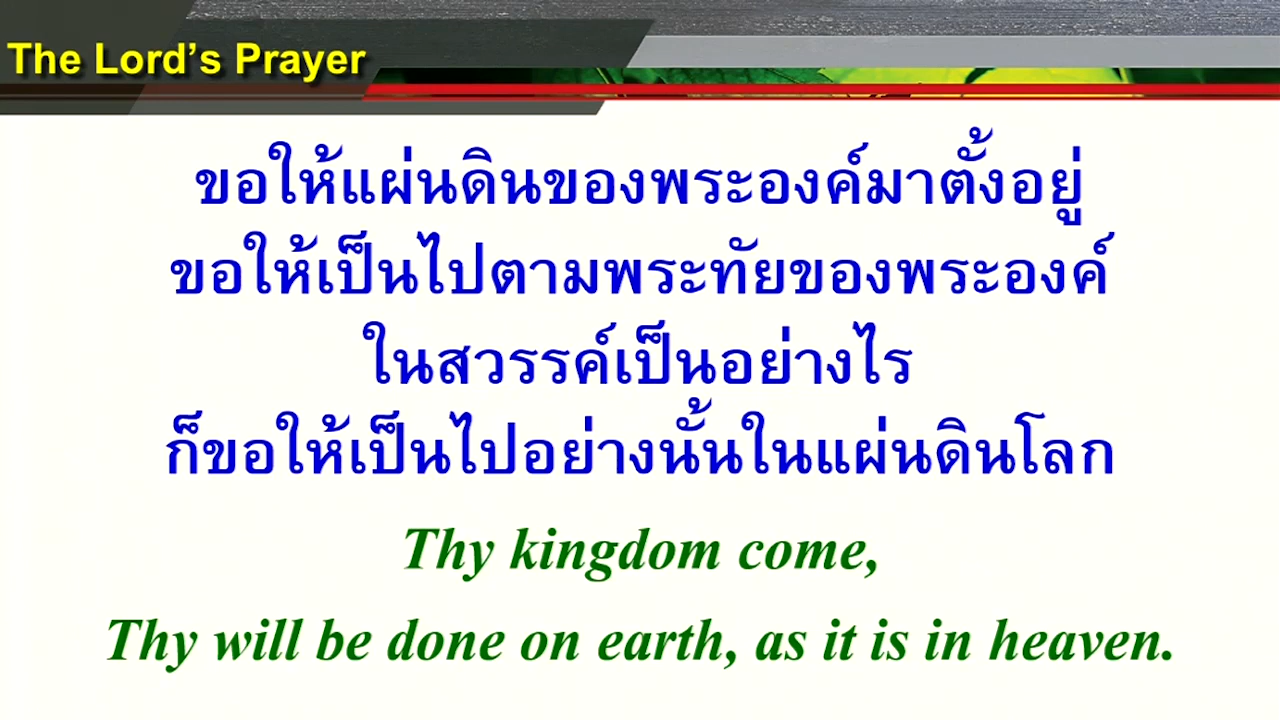 The Lord’s Prayer
ขอให้แผ่นดินของพระองค์มาตั้งอยู่
ขอให้เป็นไปตามพระทัยของพระองค์
ในสวรรค์เป็นอย่างไร
ก็ขอให้เป็นไปอย่างนั้นในแผ่นดินโลก
Thy kingdom come,
Thy will be done on earth, as it is in heaven.